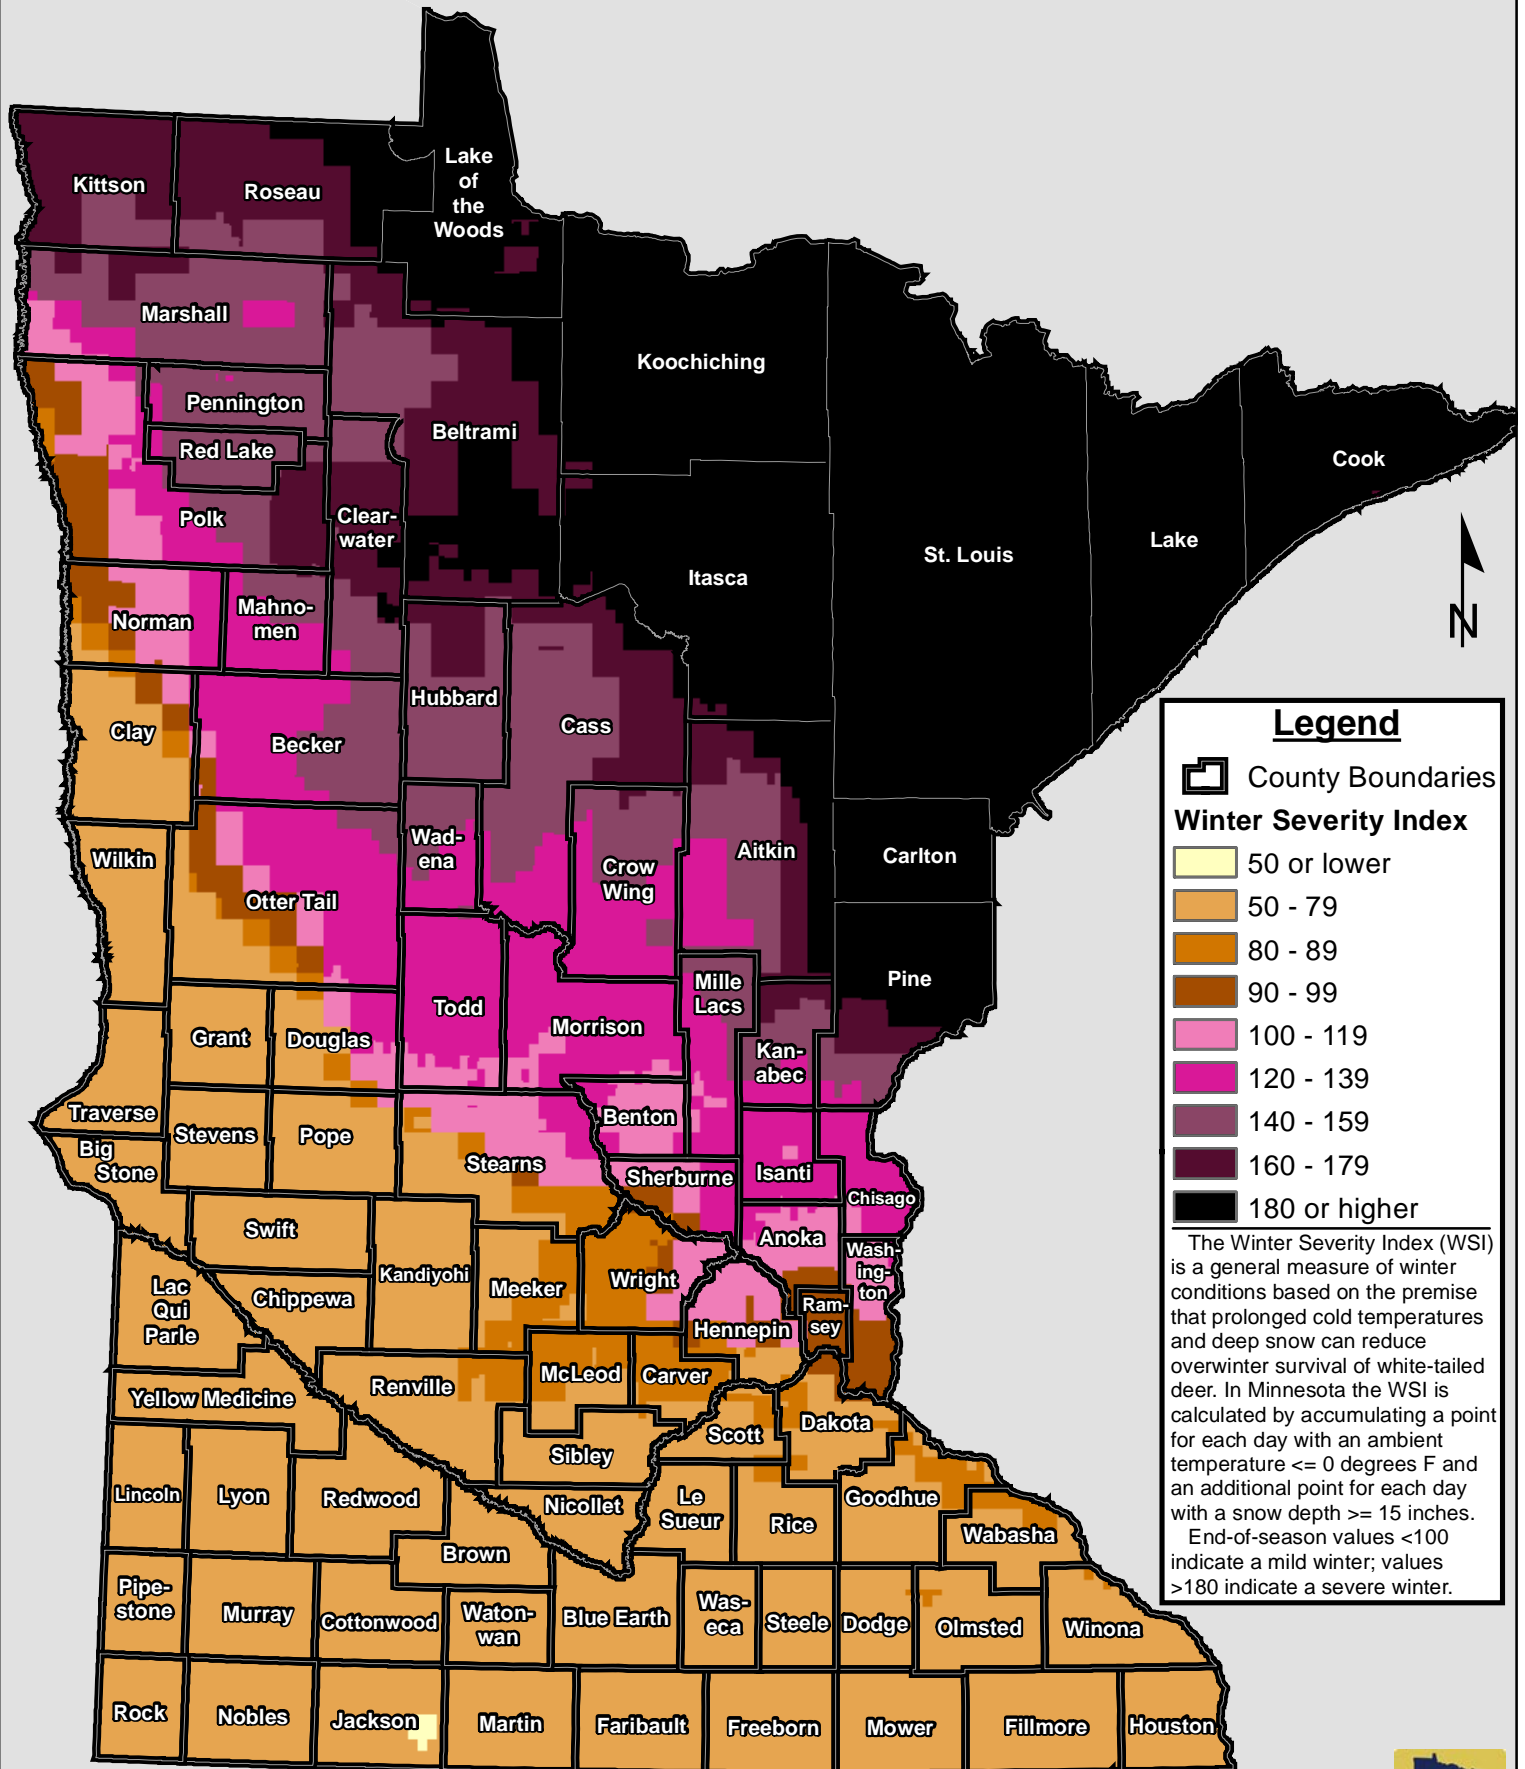 Kittson
Roseau
Lake
of
the
Woods
Marshall
Koochiching
Pennington
Red Lake
Beltrami
Cook
Polk
Clear-
water
St. Louis
Lake
Itasca
Norman
Mahno-
men
N
Hubbard
Clay
Becker
Cass
Wilkin
Wad-
ena
Crow
Wing
Aitkin
Carlton
Otter Tail
Pine
Mille
Lacs
Todd
Morrison
Grant
Douglas
Kan-
abec
Traverse
Benton
Stevens
Pope
Big
Stone
Stearns
Sherburne
Isanti
Chisago
Swift
Anoka
Wash-
ing-
ton
Kandiyohi
Lac
Qui
Parle
Chippewa
Meeker
Wright
Ram-
sey
Hennepin
Renville
McLeod
Carver
Yellow Medicine
Dakota
Scott
Sibley
Lincoln
Lyon
Redwood
Nicollet
Le
Sueur
Rice
Goodhue
Wabasha
Brown
Pipe-
stone
Murray
Cottonwood
Waton-
wan
Blue Earth
Was-
eca
Steele
Dodge
Olmsted
Winona
Rock
Nobles
Jackson
Martin
Faribault
Freeborn
Mower
Fillmore
Houston
Legend
County Boundaries
Winter Severity Index
50 or lower
50 - 79
80 - 89
90 - 99
100 - 119
120 - 139
140 - 159
160 - 179
180 or higher
The Winter Severity Index (WSI)
is a general measure of winter
conditions based on the premise
that prolonged cold temperatures
and deep snow can reduce
overwinter survival of white-tailed
deer. In Minnesota the WSI is
calculated by accumulating a point
for each day with an ambient
temperature <= 0 degrees F and
an additional point for each day
with a snow depth >= 15 inches.
End-of-season values <100
indicate a mild winter; values
>180 indicate a severe winter.